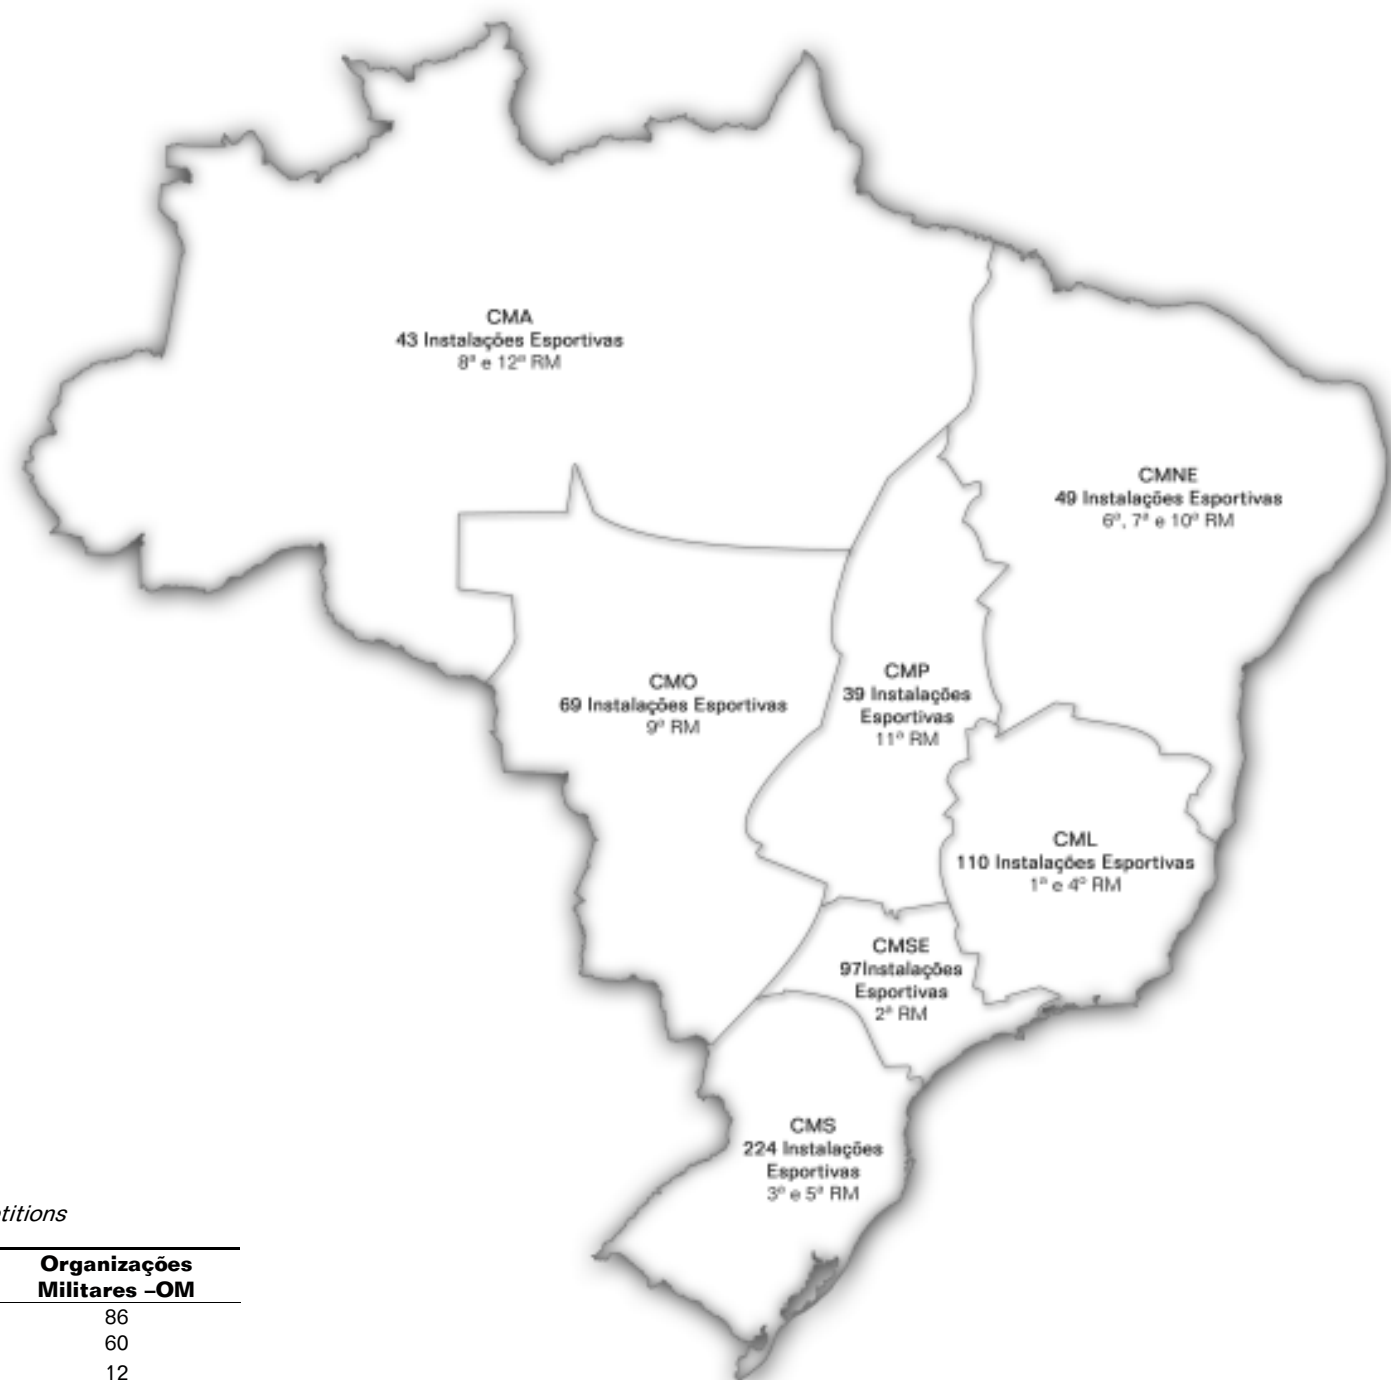 CMA
43 Instalações Esportivas
8ª e 12ª RM
CMNE
49 Instalações Esportivas
6ª, 7ª e 10ª RM
CMO
69 Instalações Esportivas
9ª RM
CMP
39 Instalações
Esportivas
11ª RM
CML
110 Instalações Esportivas
1ª e 4ª RM
CMSE
97Instalações
Esportivas
2ª RM
CMS
224 Instalações
Esportivas
3ª e 5ª RM
titions
Organizações
Militares –OM
86
60
12